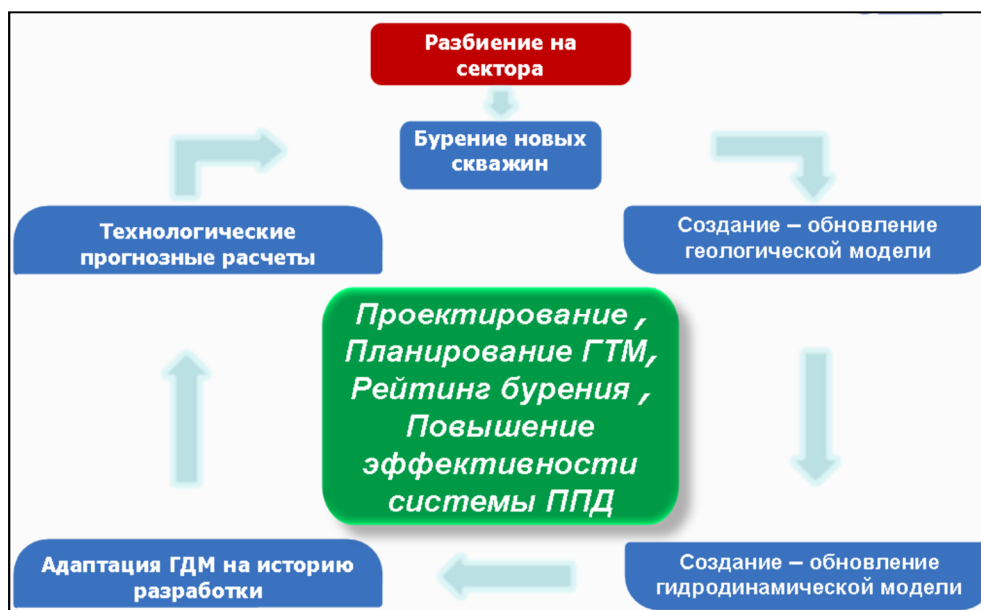 Разбиение на
сектора
Бурение новых
скважин
Технологические
прогнозные расчеты
Создание – обновление
геологической модели
Проектирование ,
Планирование ГТМ,
Рейтинг бурения ,
Повышение
эффективности
системы ППД
Адаптация ГДМ на историю
разработки
Создание – обновление
гидродинамической модели